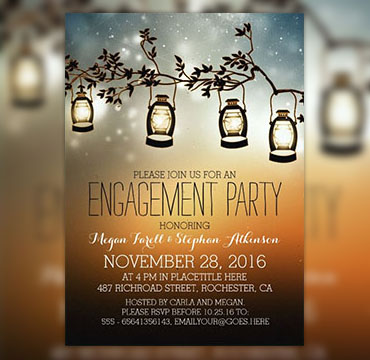 PLEASE JOIN US FOR AN
ENGAGEMENT PARTY
HONORING
Megan Farell & Stephan Atkinson
NOVEMBER 28, 2016
AT 4 PM IN PLACETITLE HERE
487 RICHROAD STREET, ROCHESTER, CA
HOSTED BY CARLA AND MEGAN.
PLEASE RSVP BEFORE 10.25.16 TO:
555 - 65641356143, EMAILYOUR@GOES.HERE